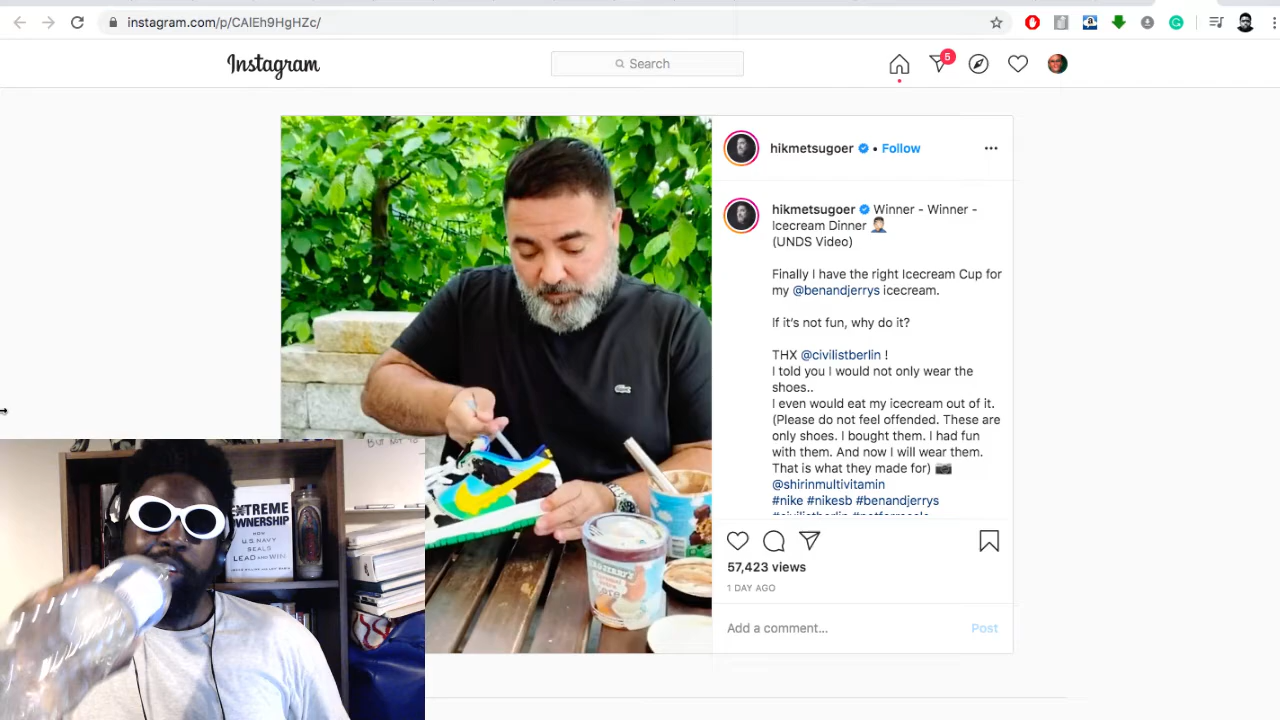 instagram.com/p/CAlEh9HgHZc/
Instagram
Search
5
hikmetsugoer • Follow
hikmetsugoer Winner - Winner -
Icecream Dinner 🤦🏻‍♂️
(UNDS Video)
Finally I have the right Icecream Cup for
my @benandjerrys icecream.
If it's not fun, why do it?
THX @civilistberlin !
I told you I would not only wear the
shoes..
I even would eat my icecream out of it.
(Please do not feel offended. These are
only shoes. I bought them. I had fun
with them. And now I will wear them.
That is what they made for) 📷
@shirinmultivitamin
#nike #nikesb #benandjerrys
57,423 views
1 DAY AGO
Add a comment... Post
BUT NOT
EXTREME
OWNERSHIP
HOW
U.S. NAVY
SEALS
LEAD AND WIN